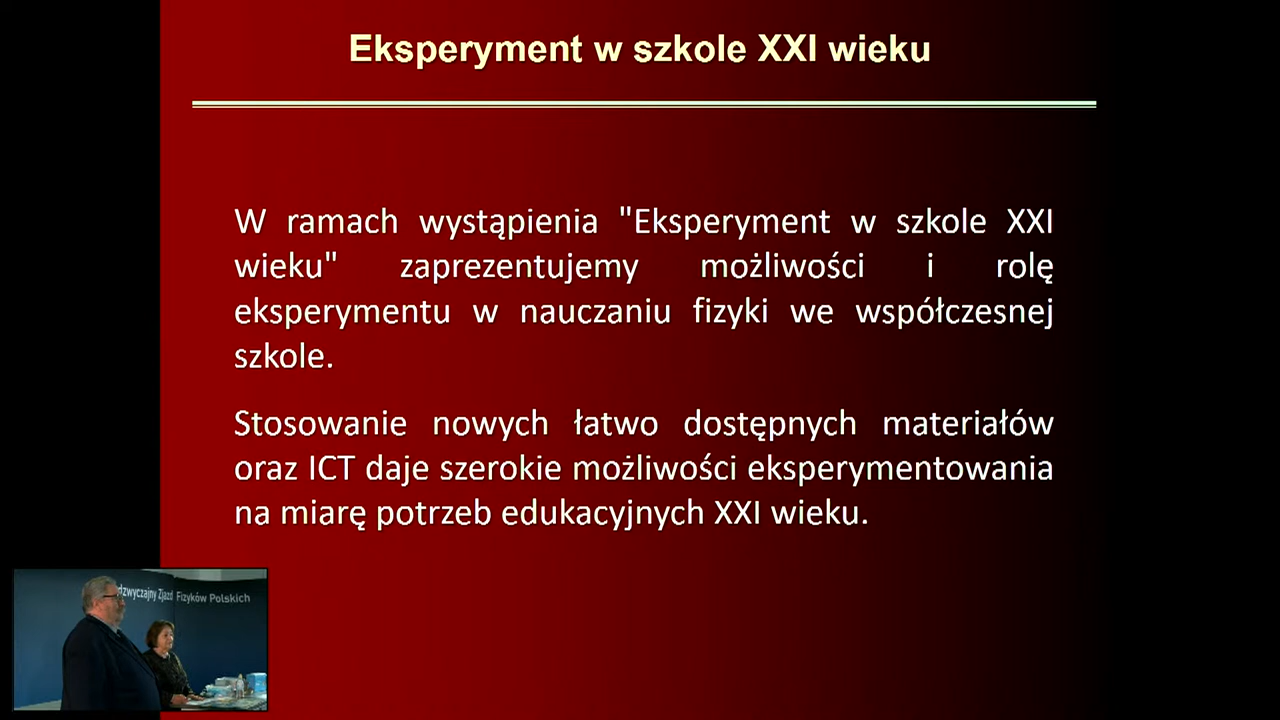 Eksperyment w szkole XXI wieku
W ramach wystąpienia "Eksperyment w szkole XXI
wieku" zaprezentujemy możliwości i rolę
eksperymentu w nauczaniu fizyki we współczesnej
szkole.
Stosowanie nowych łatwo dostępnych materiałów
oraz ICT daje szerokie możliwości eksperymentowania
na miarę potrzeb edukacyjnych XXI wieku.
Zjazd Fizyków Polskich